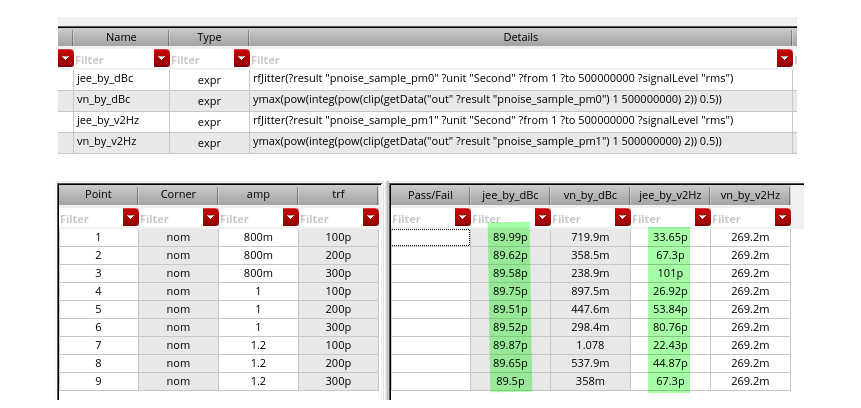 Name Type Details
Filter Filter Filter
jee_by_dBc expr rfJitter(?result "pnoise_sample_pm0" ?unit "Second" ?from 1 ?to 500000000 ?signalLevel "rms")
vn_by_dBc expr ymax(pow(integ(pow(clip(getData("out" ?result "pnoise_sample_pm0") 1 500000000) 2)) 0.5))
jee_by_v2Hz expr rfJitter(?result "pnoise_sample_pm1" ?unit "Second" ?from 1 ?to 500000000 ?signalLevel "rms")
vn_by_v2Hz expr ymax(pow(integ(pow(clip(getData("out" ?result "pnoise_sample_pm1") 1 500000000) 2)) 0.5))
Point Corner amp trf Pass/Fail jee_by_dBc vn_by_dBc jee_by_v2Hz vn_by_v2Hz
Filter Filter Filter Filter Filter Filter Filter Filter Filter
1 nom 800m 100p 89.99p 719.9m 33.65p 269.2m
2 nom 800m 200p 89.62p 358.5m 67.3p 269.2m
3 nom 800m 300p 89.58p 238.9m 101p 269.2m
4 nom 1 100p 89.75p 897.5m 26.92p 269.2m
5 nom 1 200p 89.51p 447.6m 53.84p 269.2m
6 nom 1 300p 89.52p 298.4m 80.76p 269.2m
7 nom 1.2 100p 89.87p 1.078 22.43p 269.2m
8 nom 1.2 200p 89.65p 537.9m 44.87p 269.2m
9 nom 1.2 300p 89.5p 358m 67.3p 269.2m